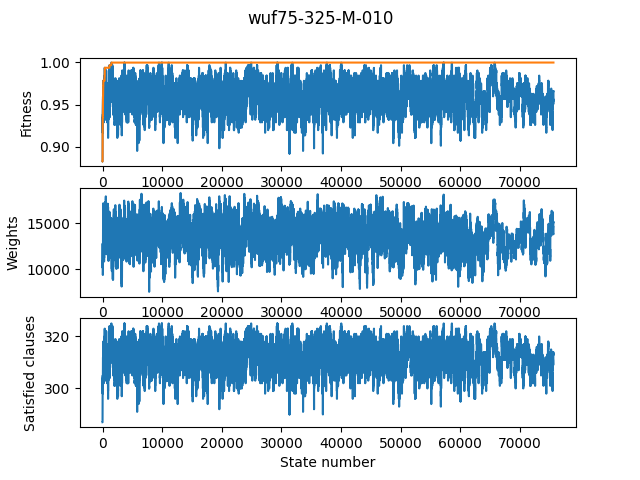 wuf75-325-M-010
1.00
0.95
0.90
Fitness
0 10000 20000 30000 40000 50000 60000 70000
15000
10000
Weights
0 10000 20000 30000 40000 50000 60000 70000
320
300
Satisfied clauses
0 10000 20000 30000 40000 50000 60000 70000
State number